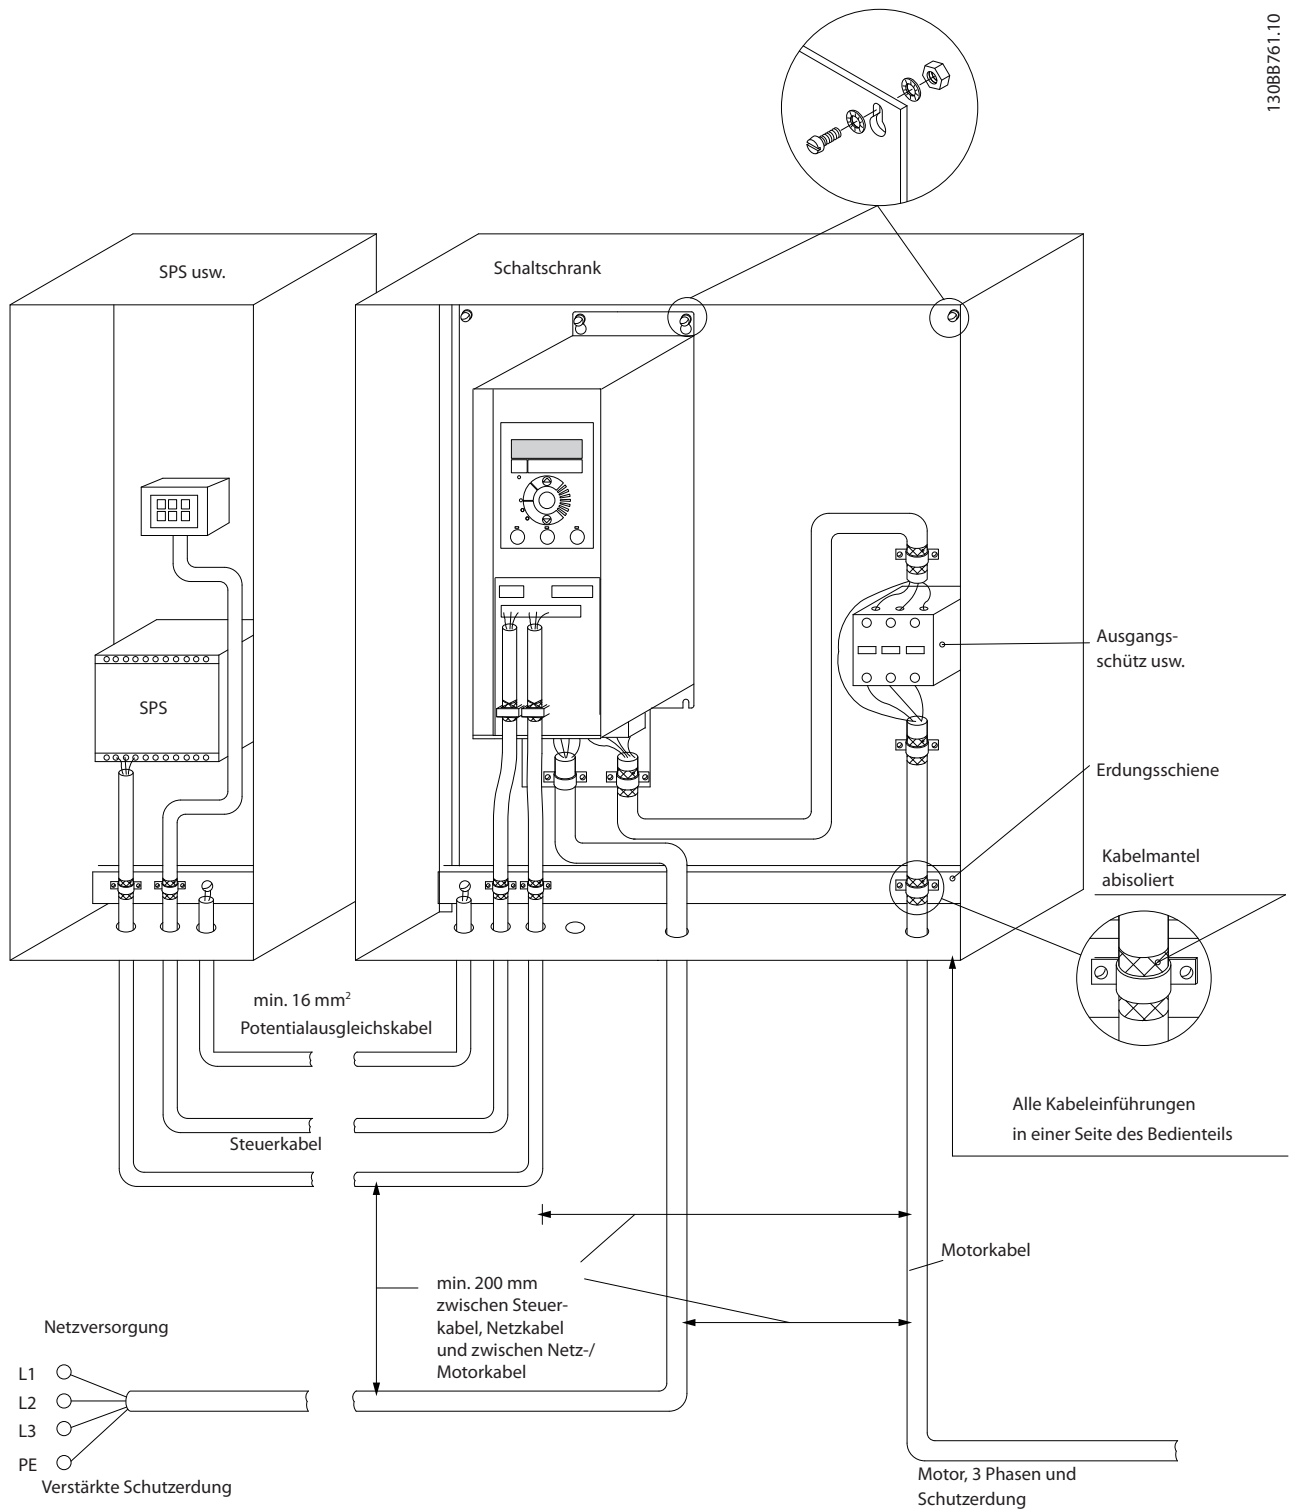 130BB761.10
SPS usw.
Schaltschrank
Ausgangs-
schütz usw.
SPS
Erdungsschiene
Kabelmantel
abisoliert
min. 16 mm²
Potentialausgleichskabel
Alle Kabeleinführungen
in einer Seite des Bedienteils
Steuerkabel
Motorkabel
min. 200 mm
zwischen Steuer-
kabel, Netzkabel
und zwischen Netz-/
Motorkabel
Netzversorgung
L1
L2
L3
PE
Verstärkte Schutzerdung
Motor, 3 Phasen und
Schutzerdung